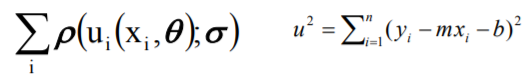 ∑ᵢ ρ(uᵢ(xᵢ,θ);σ)    u² = ∑ⁿᵢ₌₁(yᵢ − mxᵢ − b)²